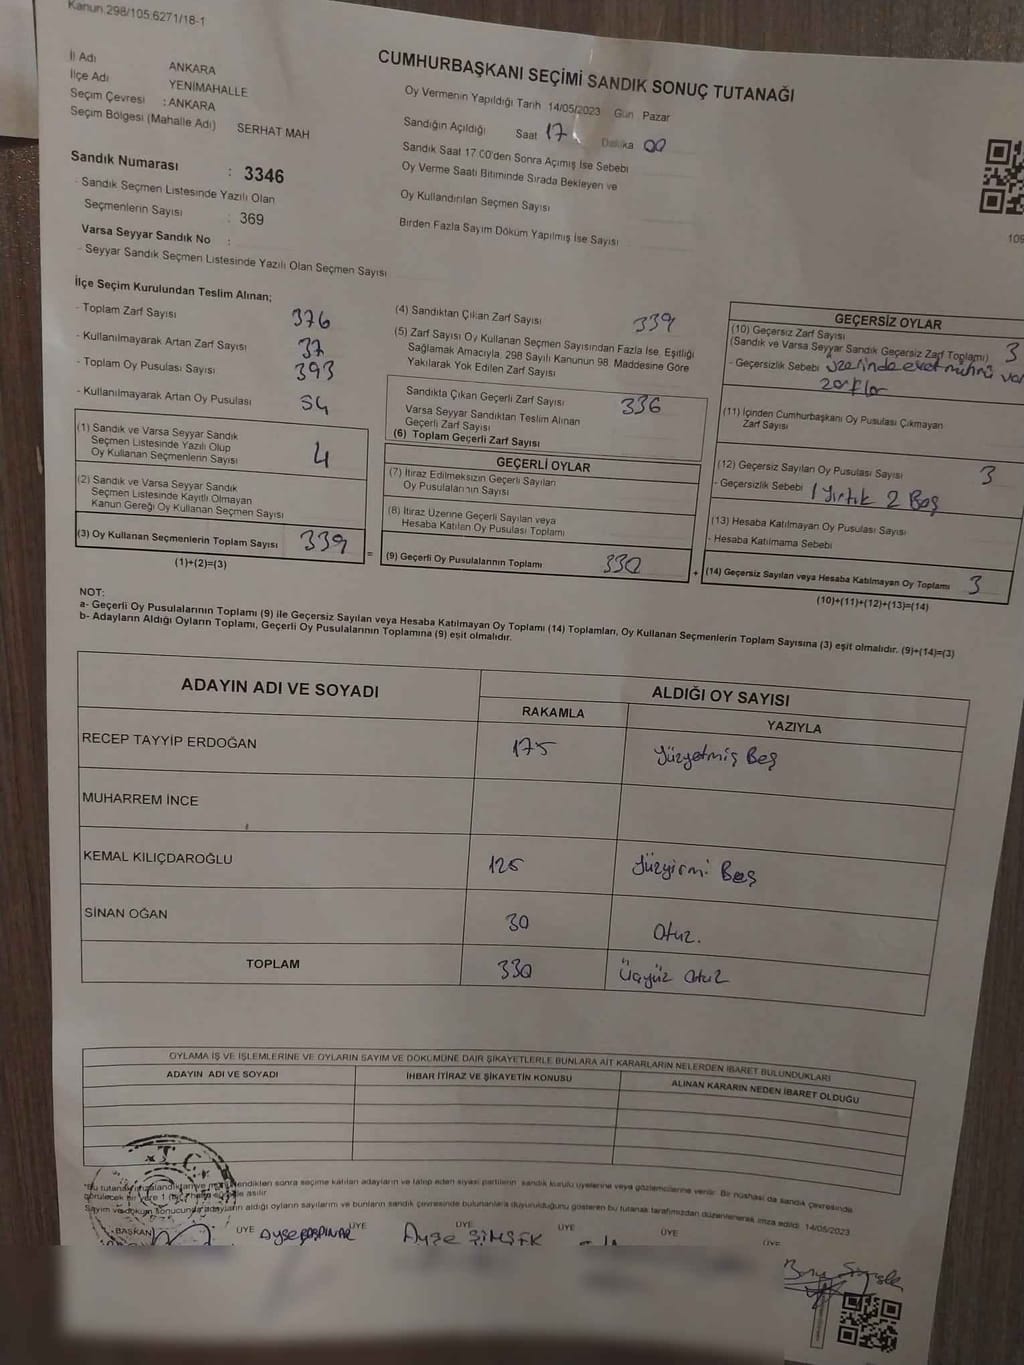 Kanun.298/105.6271/18-1
CUMHURBAŞKANI SEÇİMİ SANDIK SONUÇ TUTANAĞI
İl Adı ANKARA
İlçe Adı YENİMAHALLE
Seçim Çevresi : ANKARA
Seçim Bölgesi (Mahalle Adı) SERHAT MAH
Sandık Numarası : 3346
- Sandık Seçmen Listesinde Yazılı Olan
Seçmenlerin Sayısı : 369
Varsa Seyyar Sandık No :
- Seyyar Sandık Seçmen Listesinde Yazılı Olan Seçmen Sayısı
Oy Vermenin Yapıldığı Tarih 14/05/2023 Gün Pazar
Sandığın Açıldığı Saat 17 Dakika 00
Sandık Saat 17.00'den Sonra Açımış İse Sebebi
Oy Verme Saati Bitiminde Sırada Bekleyen ve
Oy Kullandırılan Seçmen Sayısı
Birden Fazla Sayım Döküm Yapılmış İse Sayısı
109
İlçe Seçim Kurulundan Teslim Alınan;
- Toplam Zarf Sayısı 376
- Kullanılmayarak Artan Zarf Sayısı 37
- Toplam Oy Pusulası Sayısı 393
- Kullanılmayarak Artan Oy Pusulası 54
(1) Sandık ve Varsa Seyyar Sandık
Seçmen Listesinde Yazılı Olup
Oy Kullanan Seçmenlerin Sayısı 4
(2) Sandık ve Varsa Seyyar Sandık
Seçmen Listesinde Kayıtlı Olmayan
Kanun Gereği Oy Kullanan Seçmen Sayısı
(3) Oy Kullanan Seçmenlerin Toplam Sayısı 339
(1)+(2)=(3)
=
(4) Sandıktan Çıkan Zarf Sayısı 339
(5) Zarf Sayısı Oy Kullanan Seçmen Sayısından Fazla İse, Eşitliği
Sağlamak Amacıyla, 298 Sayılı Kanunun 98. Maddesine Göre
Yakılarak Yok Edilen Zarf Sayısı
Sandıkta Çıkan Geçerli Zarf Sayısı 336
Varsa Seyyar Sandıktan Teslim Alınan
Geçerli Zarf Sayısı
(6) Toplam Geçerli Zarf Sayısı
GEÇERLİ OYLAR
(7) İtiraz Edilmeksizin Geçerli Sayılan
Oy Pusulalarının Sayısı
(8) İtiraz Üzerine Geçerli Sayılan veya
Hesaba Katılan Oy Pusulası Toplamı
(9) Geçerli Oy Pusulalarının Toplamı 330
+
GEÇERSİZ OYLAR
(10) Geçersiz Zarf Sayısı
(Sandık ve Varsa Seyyar Sandık Geçersiz Zarf Toplamı) 3
- Geçersizlik Sebebi üzerinde evet mührü var
zarflar
(11) İçinden Cumhurbaşkanı Oy Pusulası Çıkmayan
Zarf Sayısı
(12) Geçersiz Sayılan Oy Pusulası Sayısı 3
- Geçersizlik Sebebi 1 yırtık 2 Boş
(13) Hesaba Katılmayan Oy Pusulası Sayısı
- Hesaba Katılmama Sebebi
(14) Geçersiz Sayılan veya Hesaba Katılmayan Oy Toplamı 3
(10)+(11)+(12)+(13)=(14)
NOT:
a- Geçerli Oy Pusulalarının Toplamı (9) ile Geçersiz Sayılan veya Hesaba Katılmayan Oy Toplamı (14) Toplamları, Oy Kullanan Seçmenlerin Toplam Sayısına (3) eşit olmalıdır. (9)+(14)=(3)
b- Adayların Aldığı Oyların Toplamı, Geçerli Oy Pusulalarının Toplamına (9) eşit olmalıdır.
ADAYIN ADI VE SOYADI ALDIĞI OY SAYISI
RAKAMLA YAZIYLA
RECEP TAYYİP ERDOĞAN 175 Yüzyetmiş Beş
MUHARREM İNCE
KEMAL KILIÇDAROĞLU 125 Yüzyirmi Beş
SİNAN OĞAN 30 Otuz.
TOPLAM 330 Üçyüz Otuz
OYLAMA İŞ VE İŞLEMLERİNE VE OYLARIN SAYIM VE DÖKÜMÜNE DAİR ŞİKAYETLERLE BUNLARA AİT KARARLARIN NELERDEN İBARET BULUNDUKLARI
ADAYIN ADI VE SOYADI İHBAR İTİRAZ VE ŞİKAYETİN KONUSU ALINAN KARARIN NEDEN İBARET OLDUĞU
T.C.
*Bu tutanak sonra seçime katılan adayların ve talep eden siyasi partilerin sandık kurulu üyelerine veya gözlemcilerine verilir. Bir nüshası da sandık çevresinde
görülecek bir yere asılır.
Sayım ve döküm sonucunda adayların aldığı oyların sayılarını ve bunların sandık çevresinde bulunanlara duyurulduğunu gösteren bu tutanak tarafımızdan düzenlenerek imza edildi. 14/05/2023
BAŞKAN ÜYE ÜYE ÜYE ÜYE ÜYE ÜYE
Ayşe Ayşe ŞİMŞEK